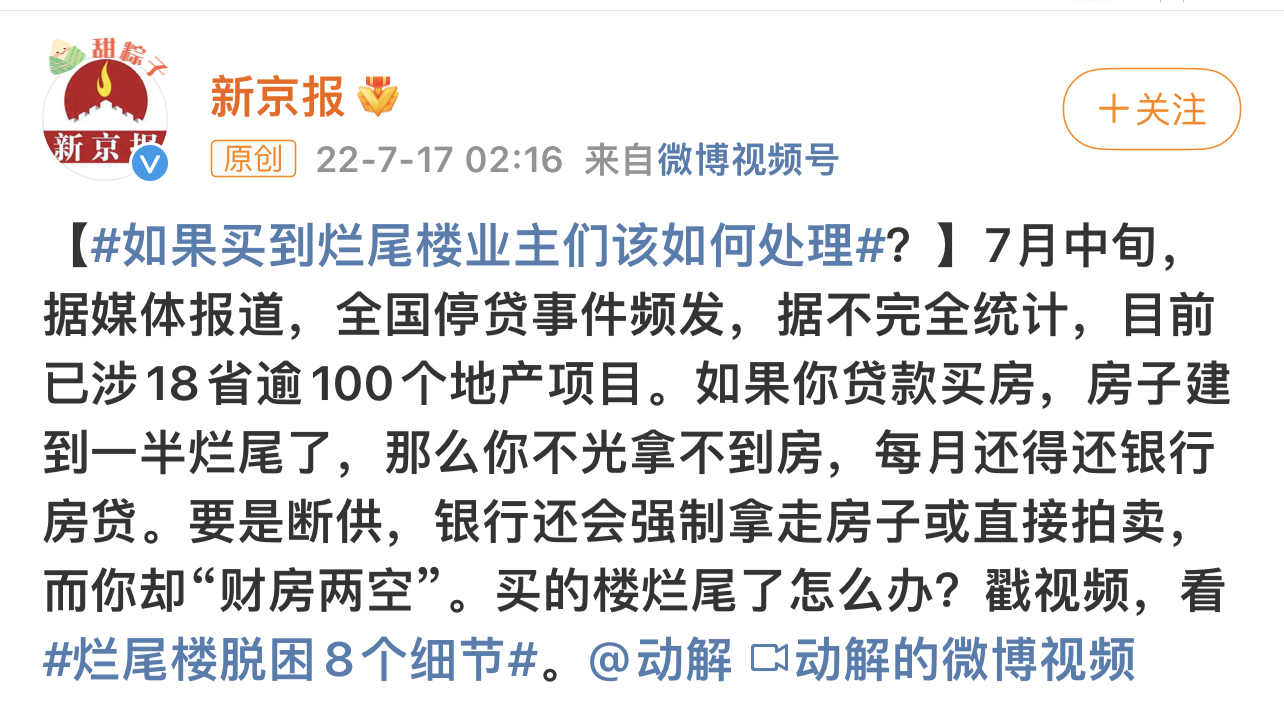 甜粽子
新京报
新京报
+关注
原创 22-7-17 02:16 来自微博视频号
【#如果买到烂尾楼业主们该如何处理#？】7月中旬，
据媒体报道，全国停贷事件频发，据不完全统计，目前
已涉18省逾100个地产项目。如果你贷款买房，房子建
到一半烂尾了，那么你不光拿不到房，每月还得还银行
房贷。要是断供，银行还会强制拿走房子或直接拍卖，
而你却“财房两空”。买的楼烂尾了怎么办？戳视频，看
#烂尾楼脱困8个细节#。@动解 动解的微博视频